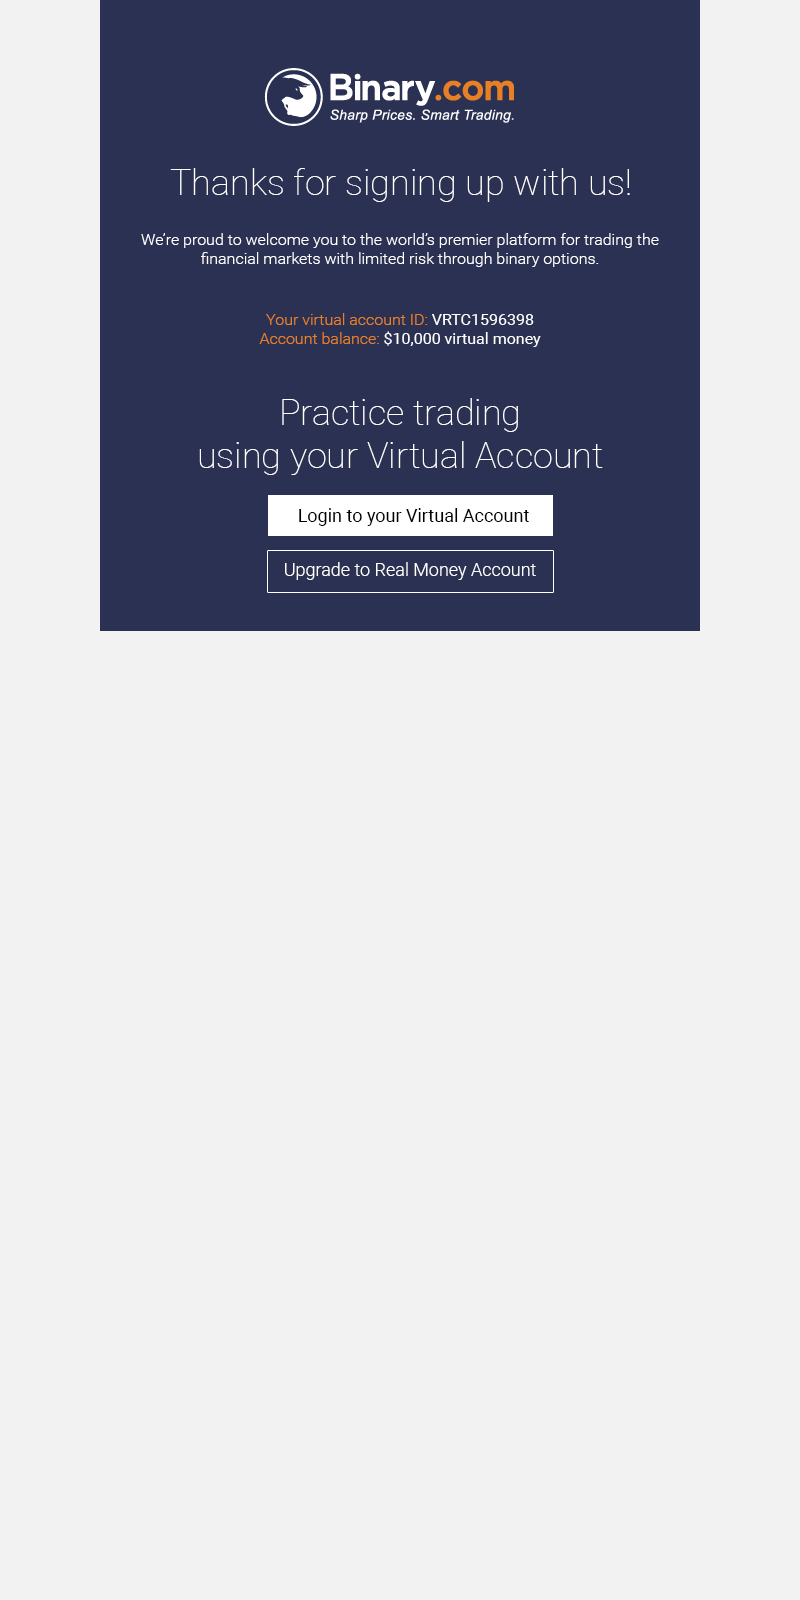 Binary.com
Sharp Prices. Smart Trading.
Thanks for signing up with us!
We’re proud to welcome you to the world’s premier platform for trading the
financial markets with limited risk through binary options.
Your virtual account ID: VRTC1596398
Account balance: $10,000 virtual money
Practice trading
using your Virtual Account
Login to your Virtual Account
Upgrade to Real Money Account